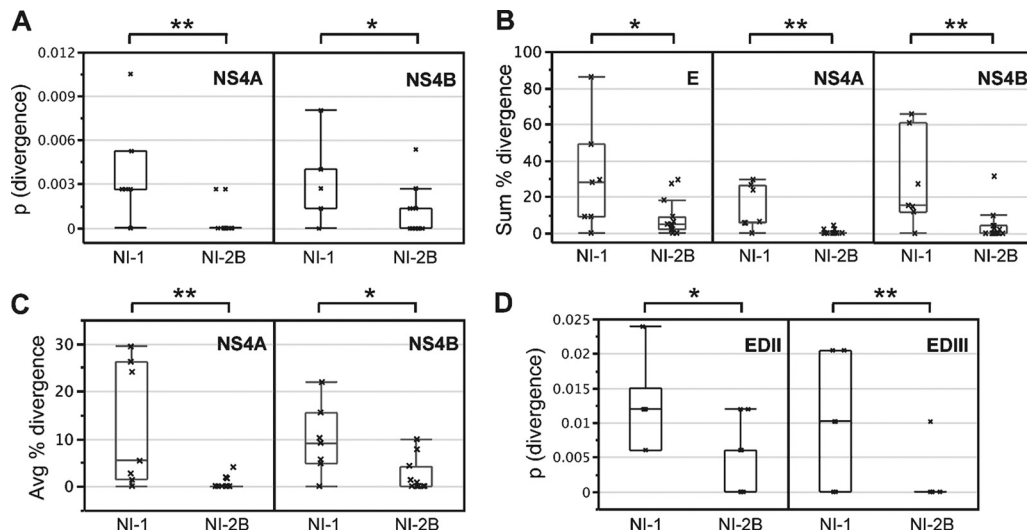 A
** *
0.012
NS4A NS4B
0.009
0.006
0.003
0
p (divergence)
NI-1 NI-2B NI-1 NI-2B
B
* ** **
100
E NS4A NS4B
80
60
40
20
0
Sum % divergence
NI-1 NI-2B NI-1 NI-2B NI-1 NI-2B
C
** *
NS4A NS4B
30
20
10
0
Avg % divergence
NI-1 NI-2B NI-1 NI-2B
D
* **
0.025
EDII EDIII
0.02
0.015
0.01
0.005
0
p (divergence)
NI-1 NI-2B NI-1 NI-2B